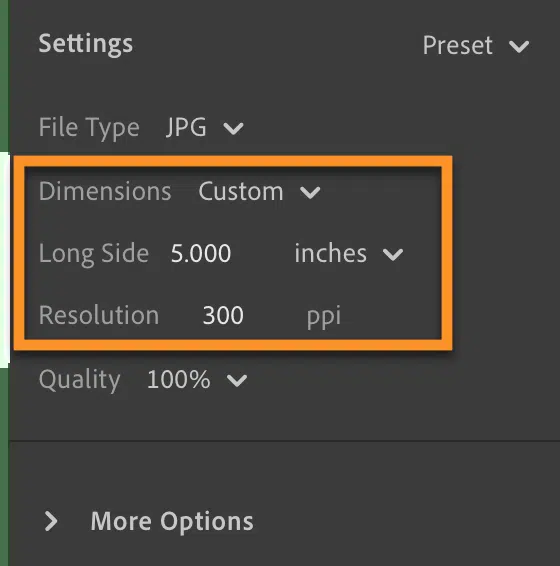 Settings Preset
File Type JPG
Dimensions Custom
Long Side 5.000 inches
Resolution 300 ppi
Quality 100%
More Options